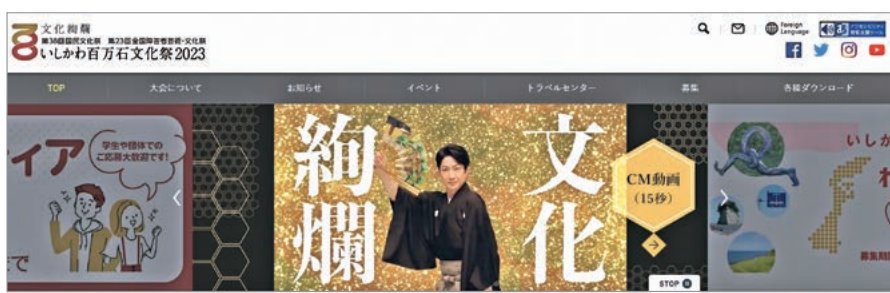 文化絢爛
第38回国民文化祭 第23回全国障害者芸術・文化祭
いしかわ百万石文化祭2023
Foreign
Language
TOP
大会について
お知らせ
イベント
トラベルセンター
募集
各種ダウンロード
ィア
学生や団体での
ご応募大歓迎です!
まで
文化
絢爛
CM動画
(15秒)
STOP
いしか
わ
募集期